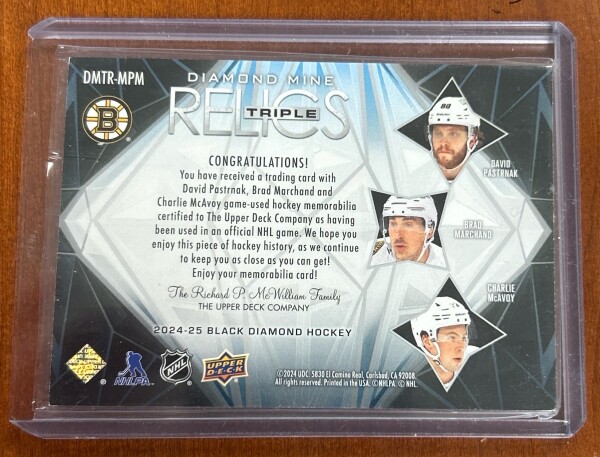 DMTR-MPM
DIAMOND MINE
RELICS
TRIPLE
B
88
DAVID
PASTRNAK
CONGRATULATIONS!
You have received a trading card with
David Pastrnak, Brad Marchand and
Charlie McAvoy game-used hockey memorabilia
certified to The Upper Deck Company as having
been used in an official NHL game. We hope you
enjoy this piece of hockey history, as we continue
to keep you as close as you can get!
Enjoy your memorabilia card!
BRAD
MARCHAND
The Richard P. McWilliam Family
THE UPPER DECK COMPANY
CHARLIE
McAVOY
2024-25 BLACK DIAMOND HOCKEY
NHLPA
NHL
UPPER
DECK
©2024 UDC. 5830 El Camino Real, Carlsbad, CA 92008.
All rights reserved. Printed in the USA. ©NHLPA. © NHL